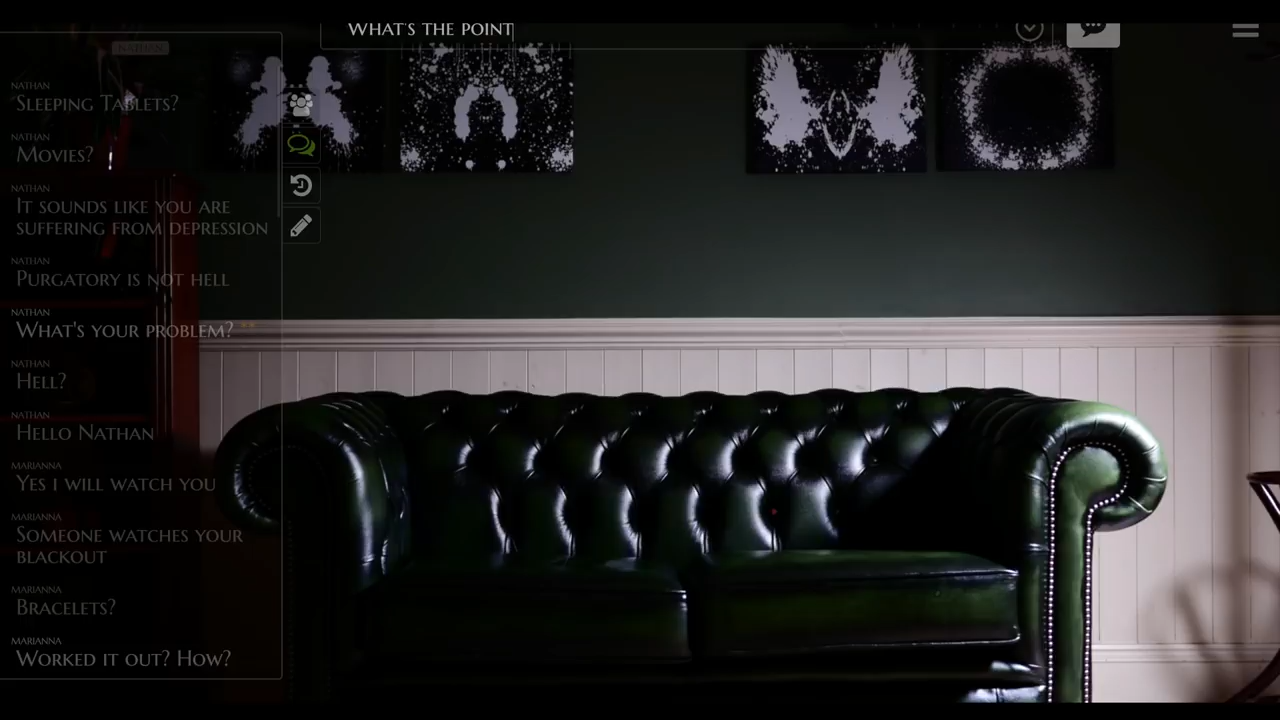 WHAT'S THE POINT
NATHAN
NATHAN
SLEEPING TABLETS?
NATHAN
MOVIES?
NATHAN
IT SOUNDS LIKE YOU ARE
SUFFERING FROM DEPRESSION
NATHAN
PURGATORY IS NOT HELL
NATHAN
WHAT'S YOUR PROBLEM?
NATHAN
HELL?
NATHAN
HELLO NATHAN
MARIANNA
YES I WILL WATCH YOU
MARIANNA
SOMEONE WATCHES YOUR
BLACKOUT
MARIANNA
BRACELETS?
MARIANNA
WORKED IT OUT? HOW?